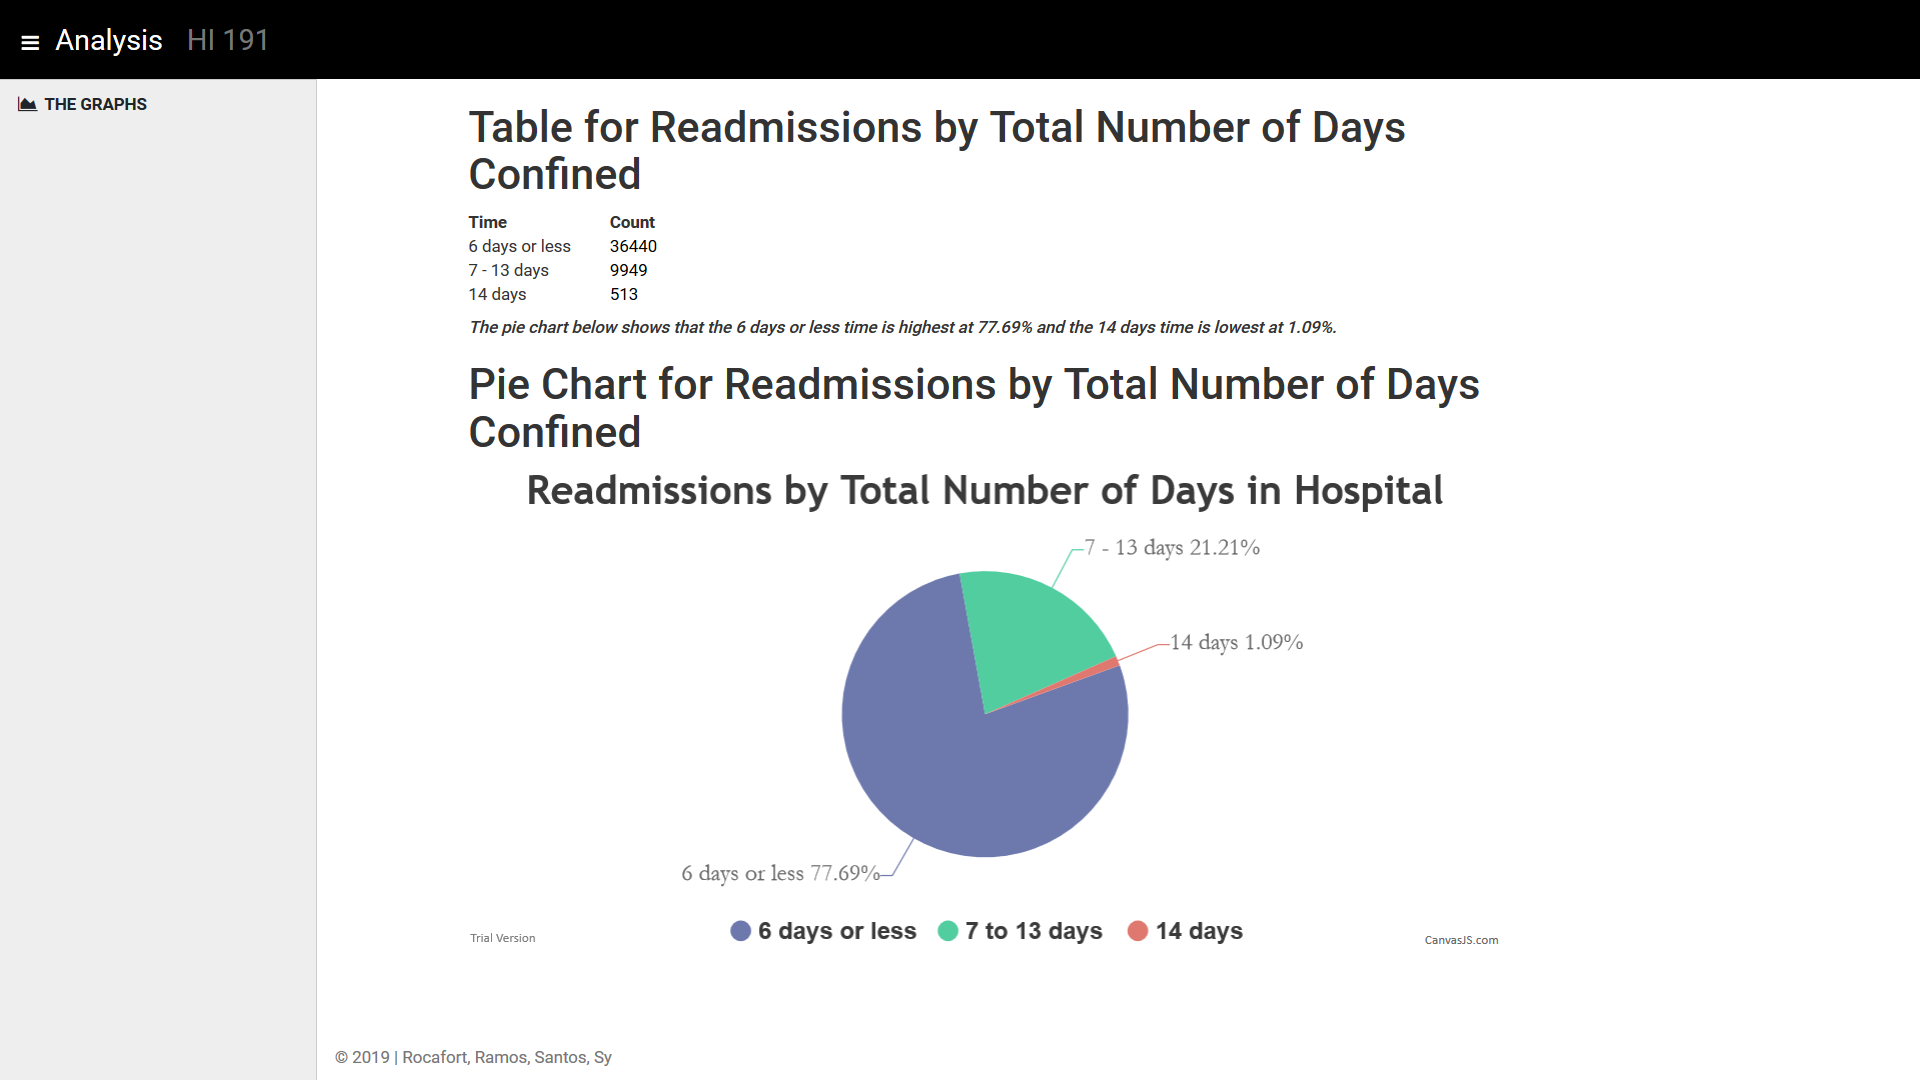 Analysis HI 191
THE GRAPHS
Table for Readmissions by Total Number of Days
Confined
Time Count
6 days or less 36440
7 - 13 days 9949
14 days 513
The pie chart below shows that the 6 days or less time is highest at 77.69% and the 14 days time is lowest at 1.09%.
Pie Chart for Readmissions by Total Number of Days
Confined
Readmissions by Total Number of Days in Hospital
7 - 13 days 21.21%
14 days 1.09%
6 days or less 77.69%
6 days or less 7 to 13 days 14 days
Trial Version
CanvasJS.com
© 2019 | Rocafort, Ramos, Santos, Sy